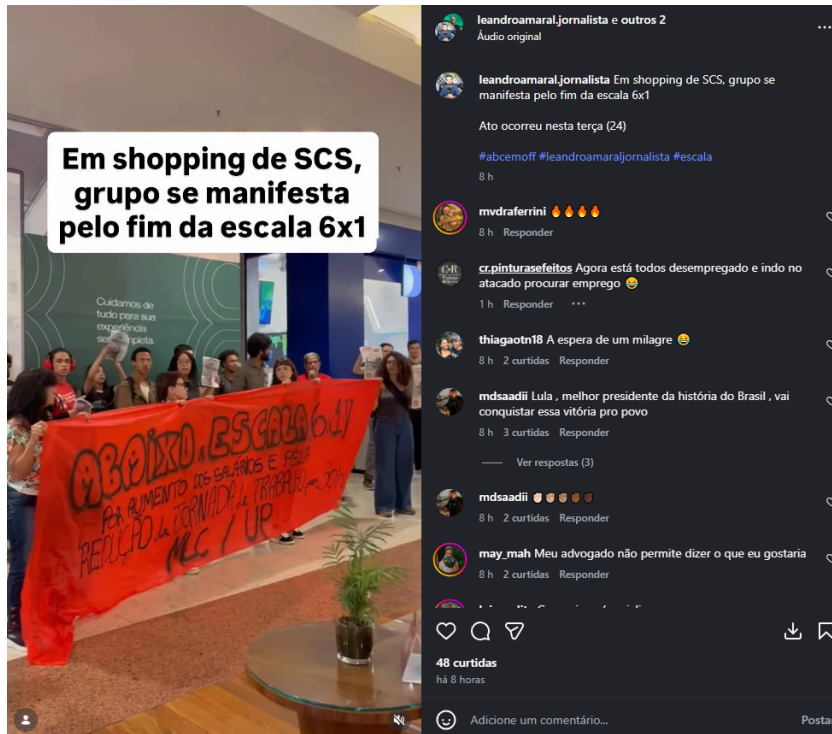 Em shopping de SCS,
grupo se manifesta
pelo fim da escala 6x1
Cuidamos de
tudo para sua
experiência
ser completa.
ABAIXO A ESCALA 6x1!
POR AUMENTO DOS SALÁRIOS E PELA
REDUÇÃO da JORNADA de TRABALHO para 30h
MLC / UP
leandroamaral.jornalista e outros 2
Áudio original
leandroamaral.jornalista Em shopping de SCS, grupo se
manifesta pelo fim da escala 6x1
Ato ocorreu nesta terça (24)
#abcemoff #leandroamaraljornalista #escala
8 h
mvdraferrini 🔥🔥🔥🔥
8 h Responder
cr.pinturasefeitos Agora está todos desempregado e indo no
atacado procurar emprego 😂
1 h Responder ...
thiagaotn18 A espera de um milagre 😂
8 h 2 curtidas Responder
mdsaadii Lula , melhor presidente da história do Brasil , vai
conquistar essa vitória pro povo
8 h 3 curtidas Responder
Ver respostas (3)
mdsaadii ✊🏻✊🏼✊🏽✊🏾✊🏿
8 h 2 curtidas Responder
may_mah Meu advogado não permite dizer o que eu gostaria
8 h 2 curtidas Responder
48 curtidas
há 8 horas
Adicione um comentário...
Postar